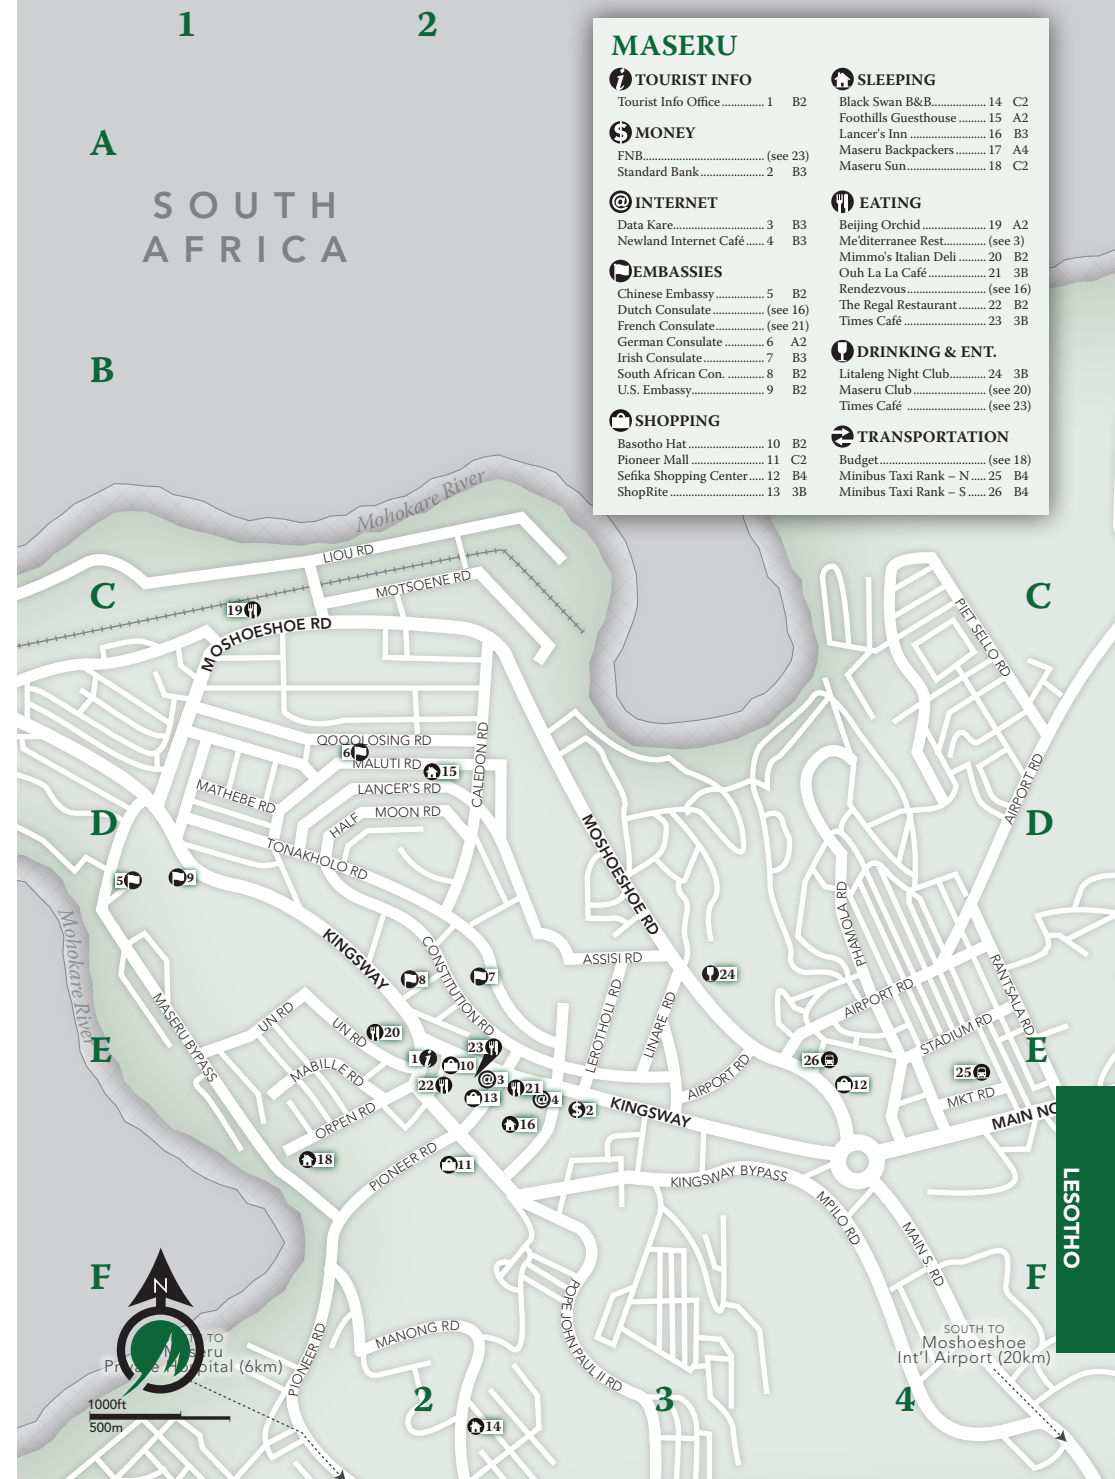 1
2
MASERU
TOURIST INFO
Tourist Info Office ............. 1 B2
MONEY
FNB...................................... (see 23)
Standard Bank ................... 2 B3
INTERNET
Data Kare............................ 3 B3
Newland Internet Café ...... 4 B3
EMBASSIES
Chinese Embassy ............... 5 B2
Dutch Consulate ................ (see 16)
French Consulate............... (see 21)
German Consulate ............ 6 A2
Irish Consulate ................... 7 B3
South African Con. ............ 8 B2
U.S. Embassy....................... 9 B2
SHOPPING
Basotho Hat ........................ 10 B2
Pioneer Mall ....................... 11 C2
Sefika Shopping Center..... 12 B4
ShopRite .............................. 13 3B
SLEEPING
Black Swan B&B................. 14 C2
Foothills Guesthouse ......... 15 A2
Lancer's Inn ........................ 16 B3
Maseru Backpackers .......... 17 A4
Maseru Sun......................... 18 C2
EATING
Beijing Orchid .................... 19 A2
Me'diterranee Rest............. (see 3)
Mimmo's Italian Deli ......... 20 B2
Ouh La La Café .................. 21 3B
Rendezvous ......................... (see 16)
The Regal Restaurant ......... 22 B2
Times Café .......................... 23 3B
DRINKING & ENT.
Litaleng Night Club............ 24 3B
Maseru Club ....................... (see 20)
Times Café ......................... (see 23)
TRANSPORTATION
Budget ................................. (see 18)
Minibus Taxi Rank – N ..... 25 B4
Minibus Taxi Rank – S ...... 26 B4
A
SOUTH
AFRICA
B
Mohokare River
LIOU RD
MOTSOENE RD
C
C
19
MOSHOESHOE RD
PIET SELLO RD
QOQOLOSING RD
6
MALUTI RD
15
CALEDON RD
LANCER'S RD
MATHEBE RD
HALF
MOON RD
AIRPORT RD
D
D
TONAKHOLO RD
MOSHOESHOE RD
5
9
PHAMOLA RD
Mohokare River
KINGSWAY
CONSTITUTION RD
ASSISI RD
8
7
24
RANTSALA RD
MASERU BYPASS
UN RD
UN RD
LEROTHOLI RD
LINARE RD
AIRPORT RD
STADIUM RD
20
E
E
23
1
10
26
25
MABILLE RD
3
22
21
12
AIRPORT RD
13
4
2
MKT RD
ORPEN RD
KINGSWAY
MAIN NO
16
PIONEER RD
18
11
KINGSWAY BYPASS
LESOTHO
MPILO RD
MAIN S. RD
F
F
N
POPE JOHN PAUL II RD
TO
Maseru
Private Hospital (6km)
PIONEER RD
MANONG RD
SOUTH TO
Moshoeshoe
Int'l Airport (20km)
1000ft
500m
2
3
4
14